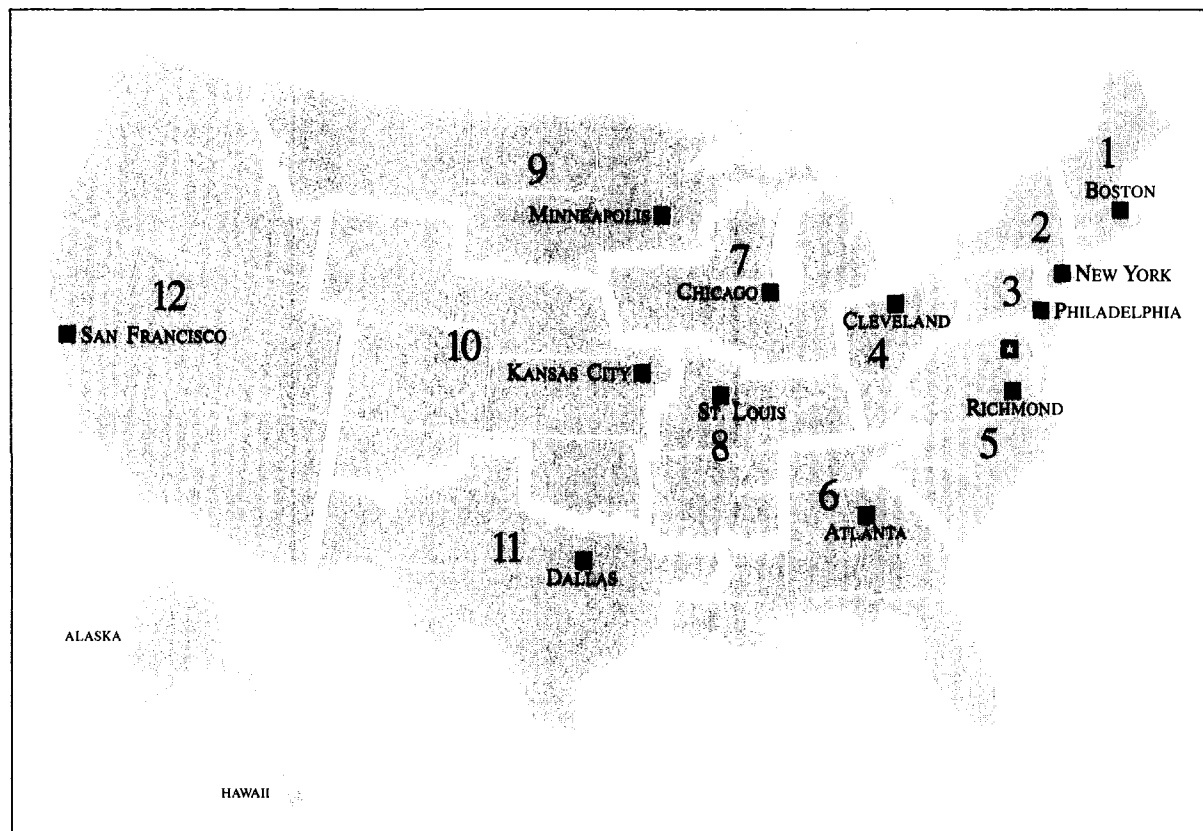 1
BOSTON
9
MINNEAPOLIS
2
7
NEW YORK
12
CHICAGO
3
CLEVELAND
PHILADELPHIA
SAN FRANCISCO
10
4
KANSAS CITY
ST. LOUIS
RICHMOND
8
5
6
ATLANTA
11
DALLAS
ALASKA
HAWAII